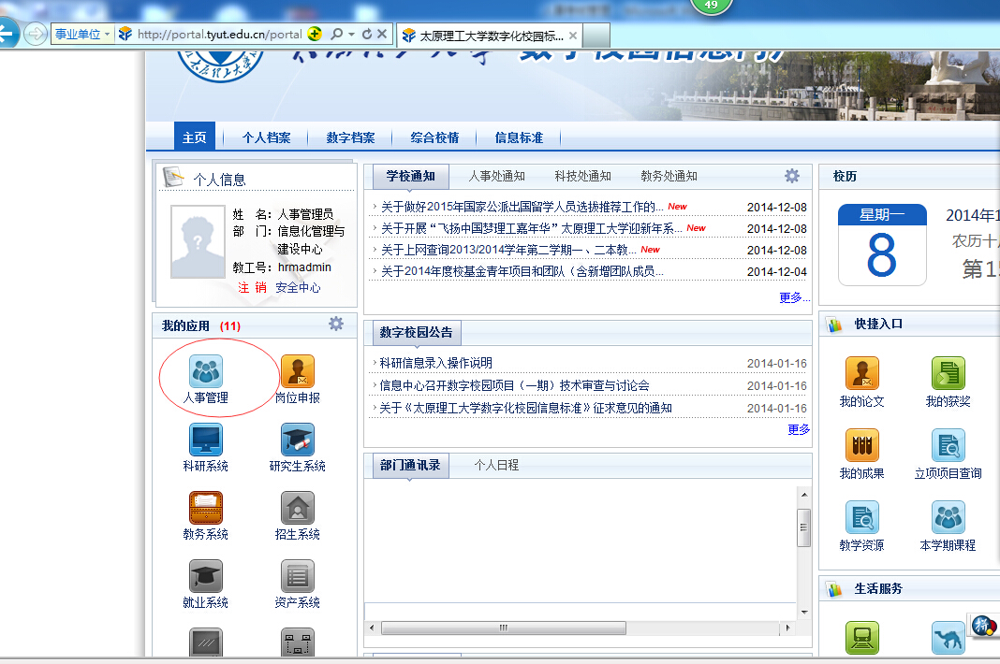 49
事业单位
http://portal.tyut.edu.cn/portal
太原理工大学数字化校园标...
太原理工大学
主页
个人档案
数字档案
综合校情
信息标准
个人信息
姓 名：人事管理员
部 门：信息化管理与
建设中心
教工号：hrmadmin
注 销 安全中心
我的应用 (11)
人事管理
岗位申报
科研系统
研究生系统
教务系统
招生系统
就业系统
资产系统
学校通知
人事处通知
科技处通知
教务处通知
关于做好2015年国家公派出国留学人员选拔推荐工作的... New 2014-12-08
关于开展“飞扬中国梦理工嘉年华”太原理工大学迎新年系... New 2014-12-08
关于上网查询2013/2014学年第二学期一、二本教... New 2014-12-08
关于2014年度校基金青年项目和团队（含新增团队成员... 2014-12-04
更多...
数字校园公告
科研信息录入操作说明 2014-01-16
信息中心召开数字校园项目（一期）技术审查与讨论会 2014-01-16
关于《太原理工大学数字化校园信息标准》征求意见的通知 2014-01-16
更多
部门通讯录
个人日程
校历
星期一
8
2014年1
农历十
第1
快捷入口
我的论文
我的获奖
我的成果
立项项目查询
教学资源
本学期课程
生活服务
拼